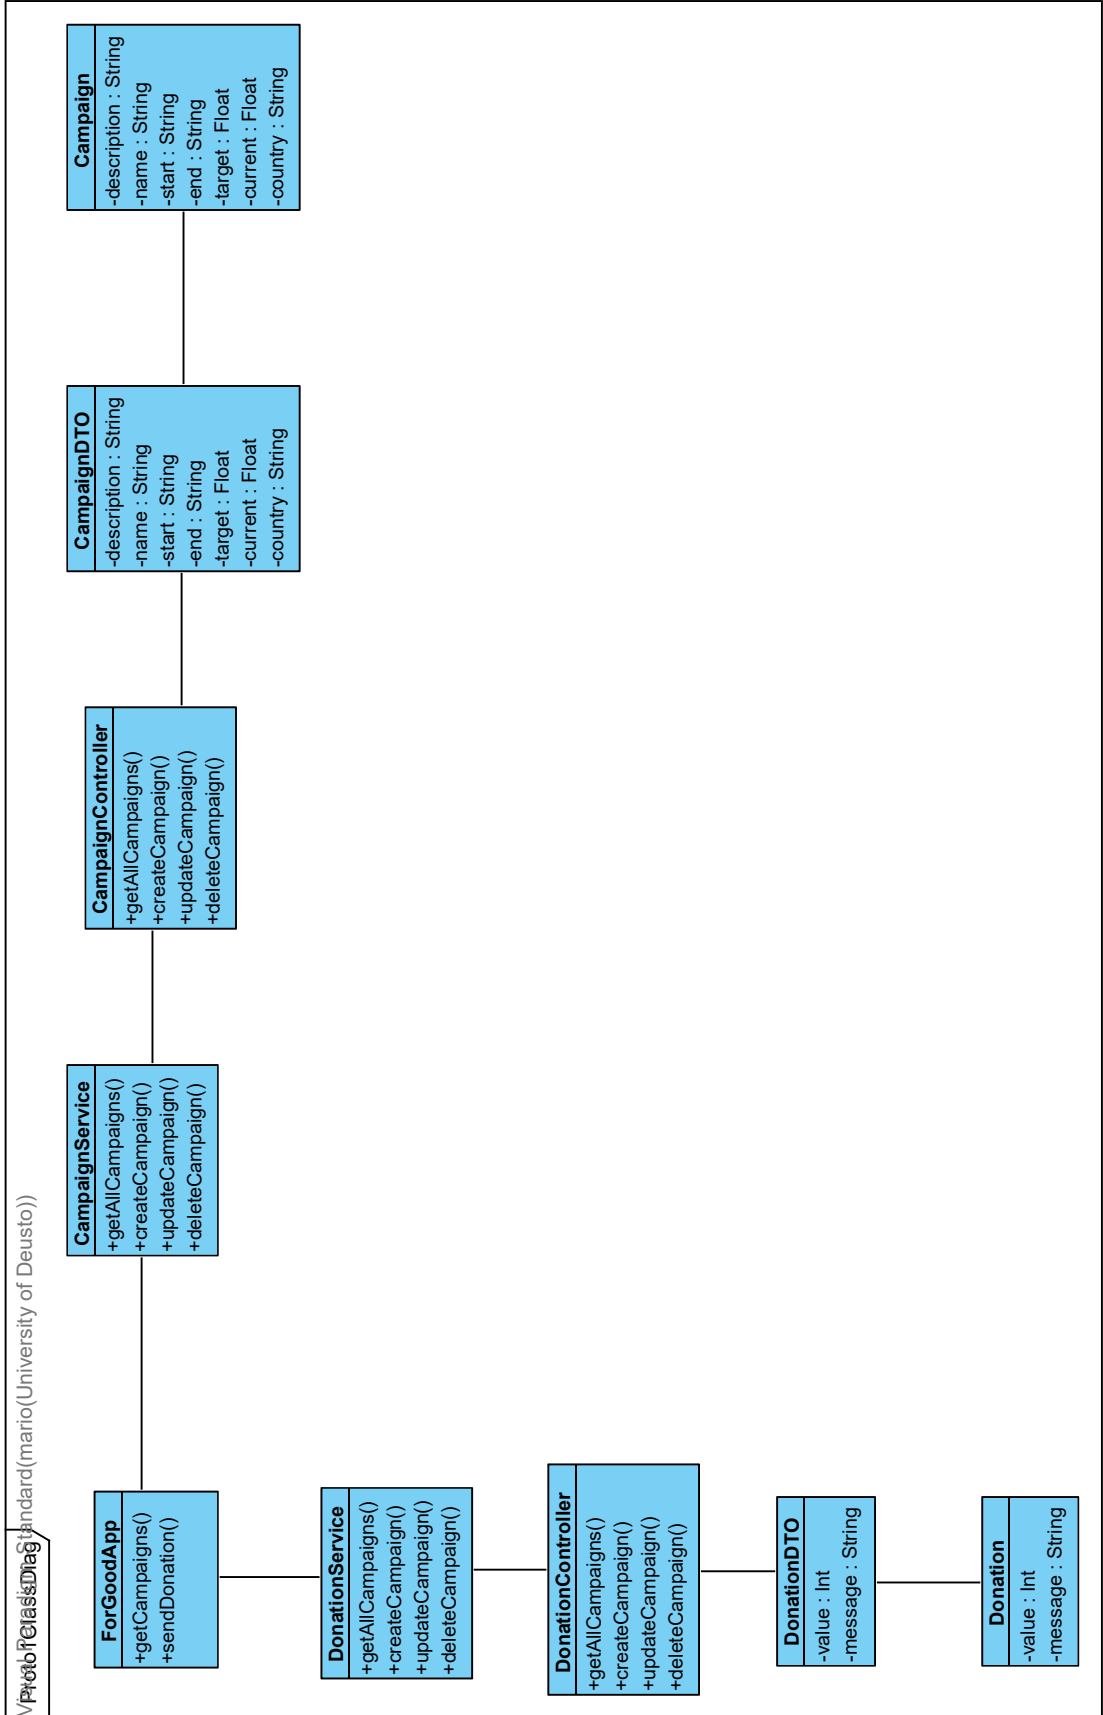 Visual Paradigm Standard(mario(University of Deusto))
ProtoTClassDiag
ForGoodApp
+getCampaigns()
+sendDonation()
CampaignService
+getAllCampaigns()
+createCampaign()
+updateCampaign()
+deleteCampaign()
CampaignController
+getAllCampaigns()
+createCampaign()
+updateCampaign()
+deleteCampaign()
CampaignDTO
-description : String
-name : String
-start : String
-end : String
-target : Float
-current : Float
-country : String
Campaign
-description : String
-name : String
-start : String
-end : String
-target : Float
-current : Float
-country : String
DonationService
+getAllCampaigns()
+createCampaign()
+updateCampaign()
+deleteCampaign()
DonationController
+getAllCampaigns()
+createCampaign()
+updateCampaign()
+deleteCampaign()
DonationDTO
-value : Int
-message : String
Donation
-value : Int
-message : String